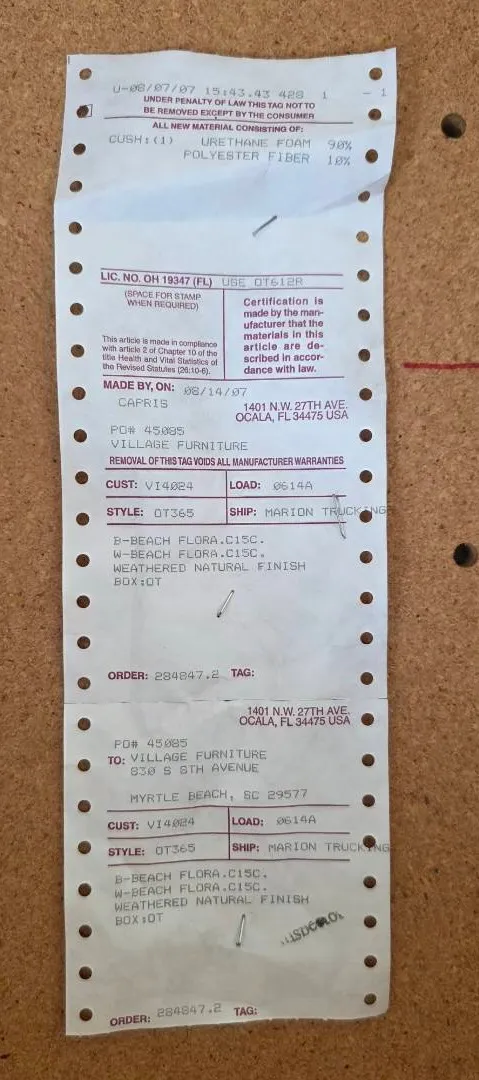 U-08/07/07 15:43.43 428 1 - 1
UNDER PENALTY OF LAW THIS TAG NOT TO
BE REMOVED EXCEPT BY THE CONSUMER
ALL NEW MATERIAL CONSISTING OF:
CUSH:(1) URETHANE FOAM 90%
POLYESTER FIBER 10%
LIC. NO. OH 19347 (FL) USE OT612R
(SPACE FOR STAMP
WHEN REQUIRED)
This article is made in compliance
with article 2 of Chapter 10 of the
title Health and Vital Statistics of
the Revised Statutes (26:10-6).
Certification is
made by the man-
ufacturer that the
materials in this
article are de-
scribed in accor-
dance with law.
MADE BY, ON: 08/14/07
CAPRIS
1401 N.W. 27TH AVE.
OCALA, FL 34475 USA
PO# 45085
VILLAGE FURNITURE
REMOVAL OF THIS TAG VOIDS ALL MANUFACTURER WARRANTIES
CUST: VI4024 LOAD: 0614A
STYLE: OT365 SHIP: MARION TRUCKING
B-BEACH FLORA.C15C.
W-BEACH FLORA.C15C.
WEATHERED NATURAL FINISH
BOX:OT
ORDER: 284847.2 TAG:
1401 N.W. 27TH AVE.
OCALA, FL 34475 USA
PO# 45085
TO: VILLAGE FURNITURE
830 S 8TH AVENUE
MYRTLE BEACH, SC 29577
CUST: VI4024 LOAD: 0614A
STYLE: OT365 SHIP: MARION TRUCKING
B-BEACH FLORA.C15C.
W-BEACH FLORA.C15C.
WEATHERED NATURAL FINISH
BOX:OT
ORDER: 284847.2 TAG: